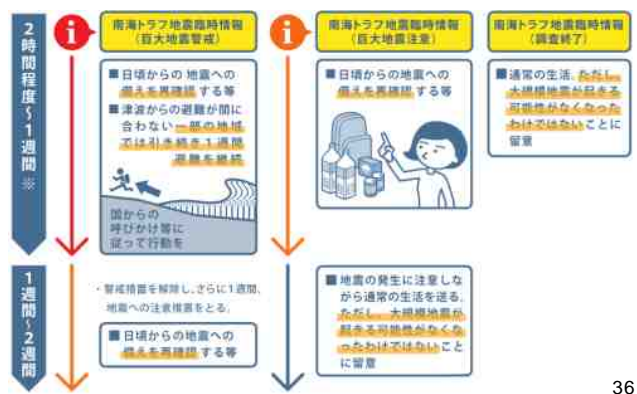 2時間程度～1週間※
南海トラフ地震臨時情報
（巨大地震警戒）
■日頃からの地震への
備えを再確認する等
■津波からの避難が間に
合わない一部の地域
では引き続き1週間
避難を継続
国からの
呼びかけ等に
従って行動を
南海トラフ地震臨時情報
（巨大地震注意）
■日頃からの地震への
備えを再確認する等
南海トラフ地震臨時情報
（調査終了）
■通常の生活、ただし、
大規模地震が起きる
可能性がなくなった
わけではないことに
留意
1週間～2週間
・警戒措置を解除し、さらに1週間、
地震への注意措置をとる。
■日頃からの地震への
備えを再確認する等
■地震の発生に注意しな
がら通常の生活を送る。
ただし、大規模地震が
起きる可能性がなくな
ったわけではないこと
に留意
36